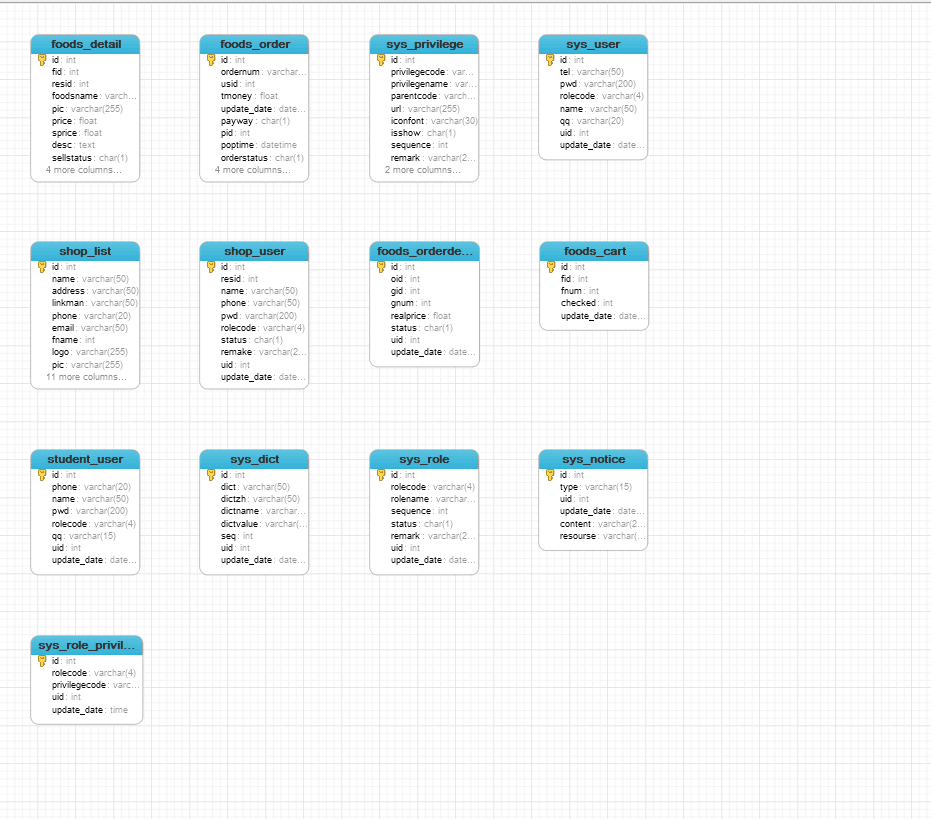 foods_detail
id: int
fid: int
resid: int
foodsname: varch...
pic: varchar(255)
price: float
sprice: float
desc: text
sellstatus: char(1)
4 more columns...
foods_order
id: int
ordernum: varchar...
usid: int
tmoney: float
update_date: date...
payway: char(1)
pid: int
poptime: datetime
orderstatus: char(1)
4 more columns...
sys_privilege
id: int
privilegecode: var...
privilegename: var...
parentcode: varch...
url: varchar(255)
iconfont: varchar(30)
isshow: char(1)
sequence: int
remark: varchar(2...
2 more columns...
sys_user
id: int
tel: varchar(50)
pwd: varchar(200)
rolecode: varchar(4)
name: varchar(50)
qq: varchar(20)
uid: int
update_date: date...
shop_list
id: int
name: varchar(50)
address: varchar(50)
linkman: varchar(50)
phone: varchar(20)
email: varchar(50)
fname: int
logo: varchar(255)
pic: varchar(255)
11 more columns...
shop_user
id: int
resid: int
name: varchar(50)
phone: varchar(50)
pwd: varchar(200)
rolecode: varchar(4)
status: char(1)
remake: varchar(2...
uid: int
update_date: date...
foods_orderde...
id: int
oid: int
gid: int
gnum: int
realprice: float
status: char(1)
uid: int
update_date: date...
foods_cart
id: int
fid: int
fnum: int
checked: int
update_date: date...
student_user
id: int
phone: varchar(20)
name: varchar(50)
pwd: varchar(200)
rolecode: varchar(4)
qq: varchar(15)
uid: int
update_date: date...
sys_dict
id: int
dict: varchar(50)
dictzh: varchar(50)
dictname: varchar...
dictvalue: varchar(...
seq: int
uid: int
update_date: date...
sys_role
id: int
rolecode: varchar(4)
rolename: varchar...
sequence: int
status: char(1)
remark: varchar(2...
uid: int
update_date: date...
sys_notice
id: int
type: varchar(15)
uid: int
update_date: date...
content: varchar(2...
resourse: varchar(...
sys_role_privil...
id: int
rolecode: varchar(4)
privilegecode: varc...
uid: int
update_date: time